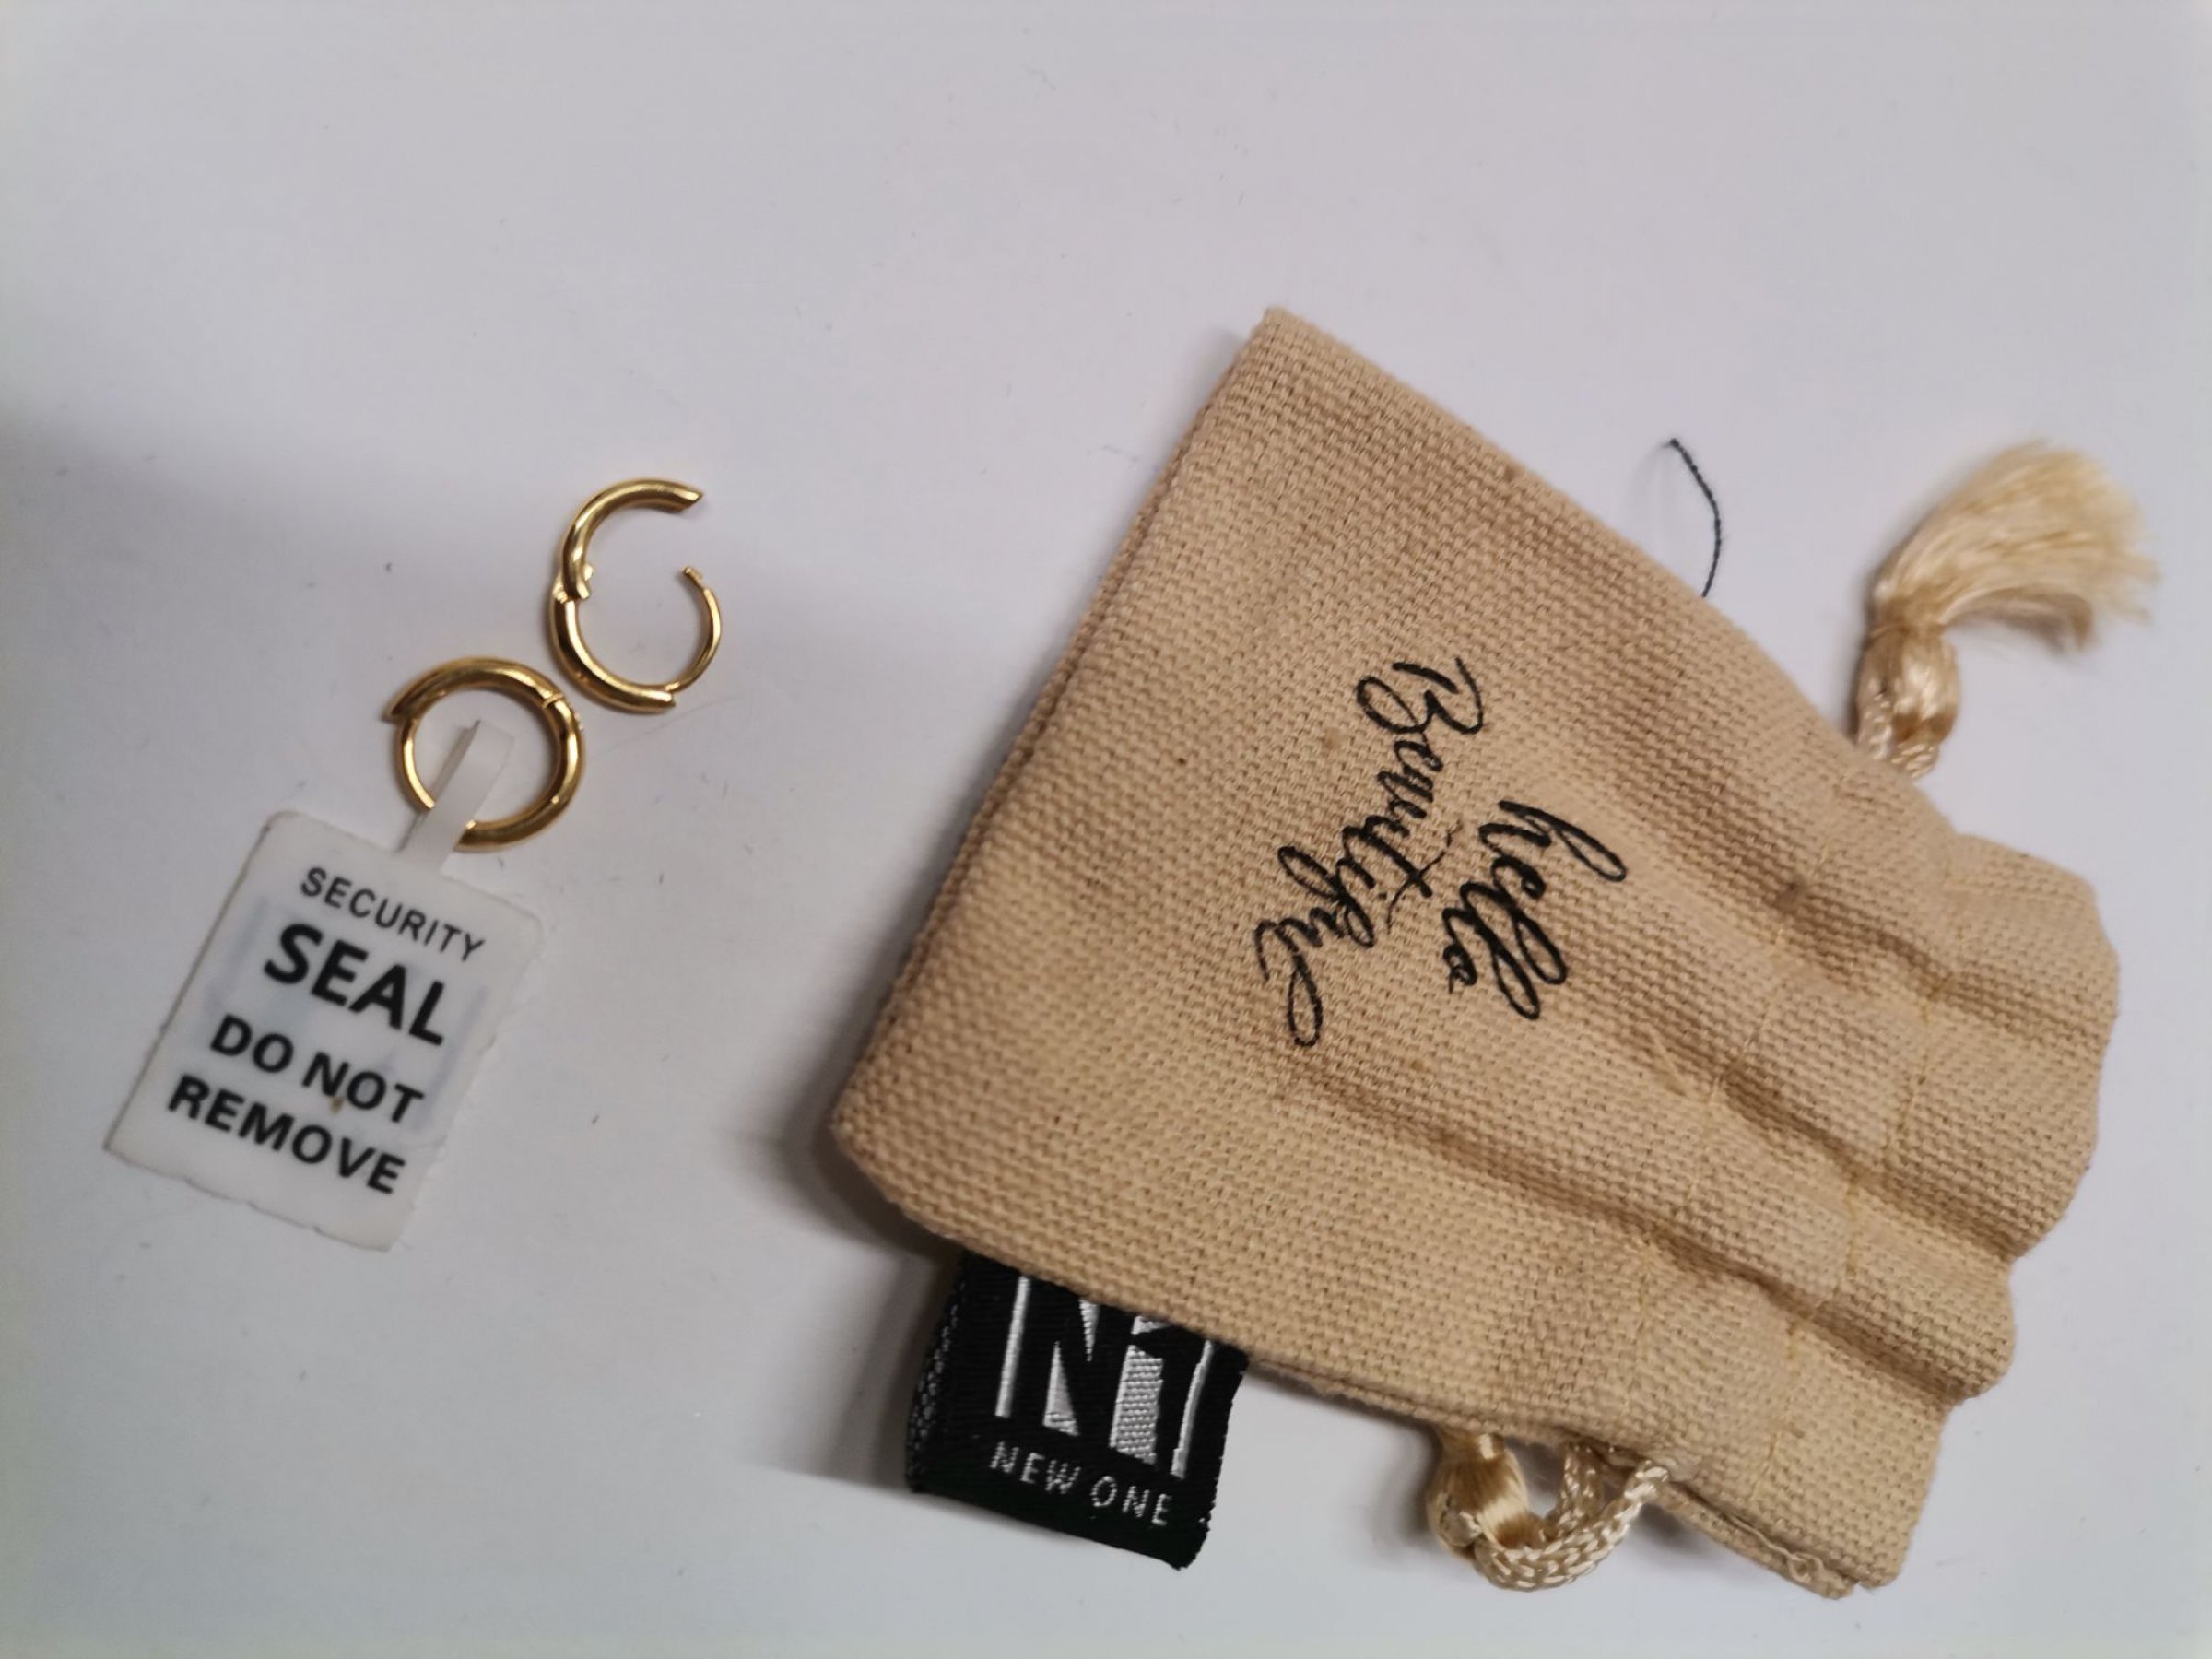 SECURITY
SEAL
DO NOT
REMOVE
hello
Beautiful
N1
NEW ONE